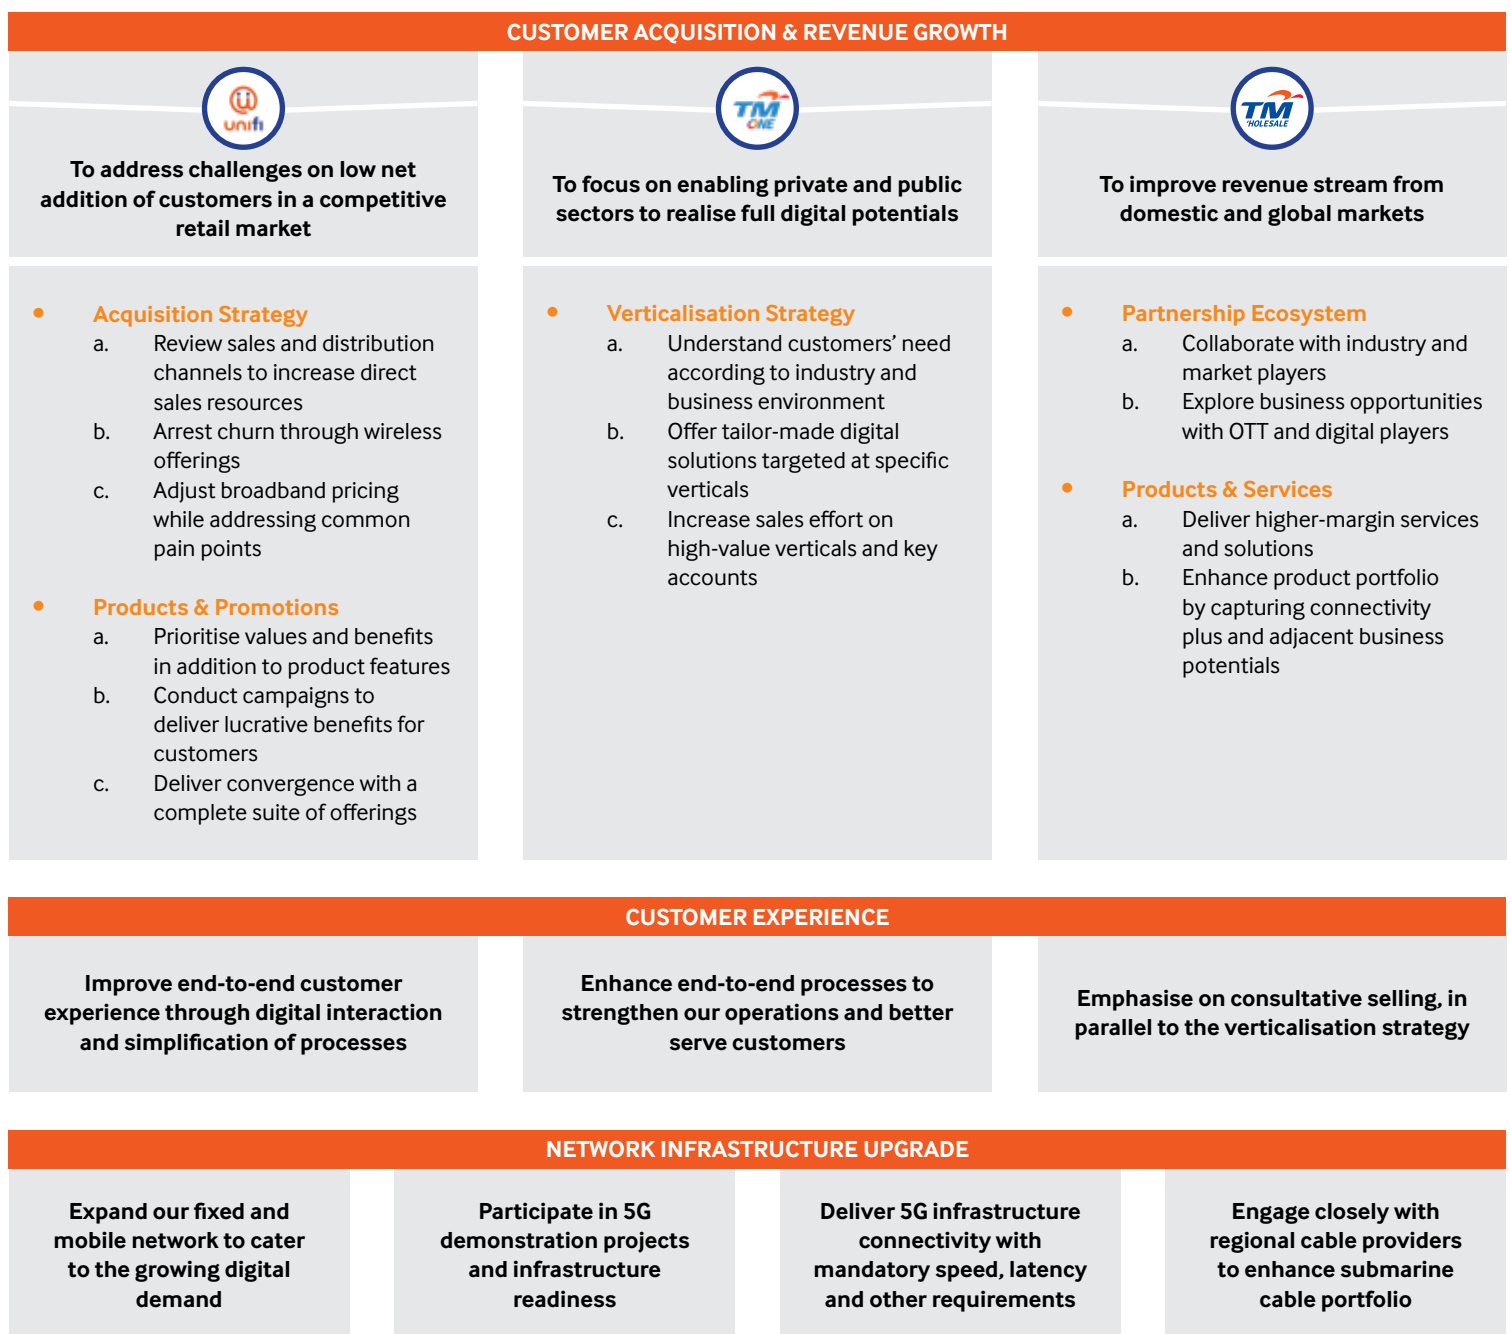 CUSTOMER ACQUISITION & REVENUE GROWTH
unifi
To address challenges on low net
addition of customers in a competitive
retail market
• Acquisition Strategy
a. Review sales and distribution
channels to increase direct
sales resources
b. Arrest churn through wireless
offerings
c. Adjust broadband pricing
while addressing common
pain points
• Products & Promotions
a. Prioritise values and benefits
in addition to product features
b. Conduct campaigns to
deliver lucrative benefits for
customers
c. Deliver convergence with a
complete suite of offerings
TM
ONE
To focus on enabling private and public
sectors to realise full digital potentials
• Verticalisation Strategy
a. Understand customers’ need
according to industry and
business environment
b. Offer tailor-made digital
solutions targeted at specific
verticals
c. Increase sales effort on
high-value verticals and key
accounts
TM
'HOLESALE
To improve revenue stream from
domestic and global markets
• Partnership Ecosystem
a. Collaborate with industry and
market players
b. Explore business opportunities
with OTT and digital players
• Products & Services
a. Deliver higher-margin services
and solutions
b. Enhance product portfolio
by capturing connectivity
plus and adjacent business
potentials
CUSTOMER EXPERIENCE
Improve end-to-end customer
experience through digital interaction
and simplification of processes
Enhance end-to-end processes to
strengthen our operations and better
serve customers
Emphasise on consultative selling, in
parallel to the verticalisation strategy
NETWORK INFRASTRUCTURE UPGRADE
Expand our fixed and
mobile network to cater
to the growing digital
demand
Participate in 5G
demonstration projects
and infrastructure
readiness
Deliver 5G infrastructure
connectivity with
mandatory speed, latency
and other requirements
Engage closely with
regional cable providers
to enhance submarine
cable portfolio